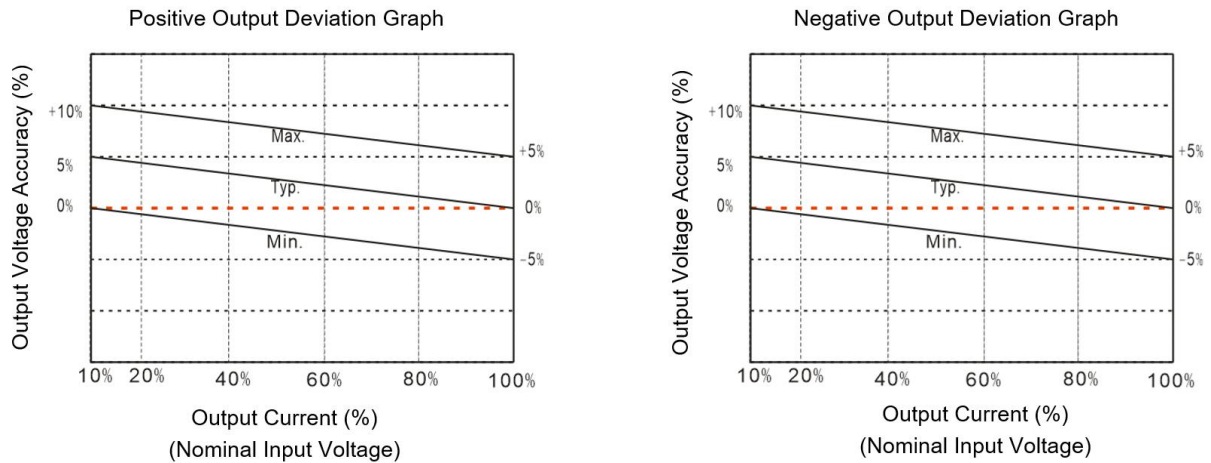 Positive Output Deviation Graph
Output Voltage Accuracy (%)
+10%
5%
0%
Max.
Typ.
Min.
+5%
0%
-5%
10% 20% 40% 60% 80% 100%
Output Current (%)
(Nominal Input Voltage)
Negative Output Deviation Graph
Output Voltage Accuracy (%)
+10%
5%
0%
Max.
Typ.
Min.
+5%
0%
-5%
10% 20% 40% 60% 80% 100%
Output Current (%)
(Nominal Input Voltage)